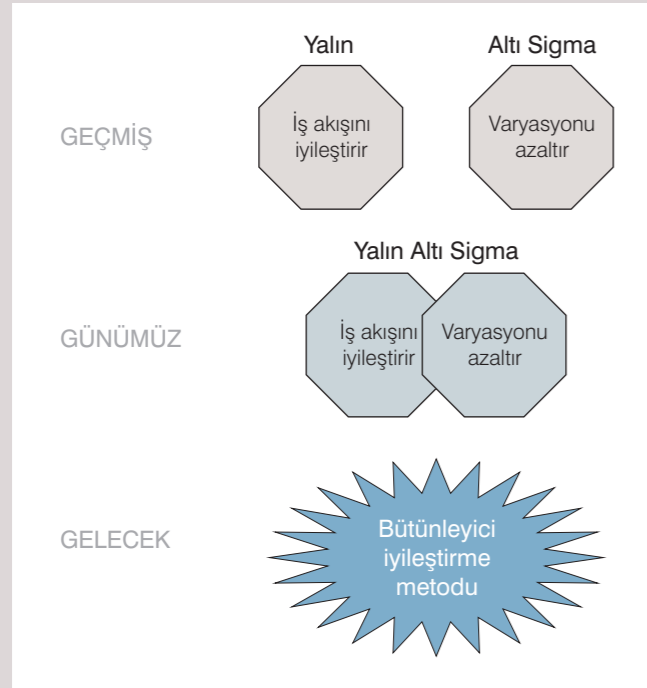 Yalın
Altı Sigma
GEÇMİŞ
İş akışını
iyileştirir
Varyasyonu
azaltır
Yalın Altı Sigma
GÜNÜMÜZ
İş akışını
iyileştirir
Varyasyonu
azaltır
GELECEK
Bütünleyici
iyileştirme
metodu